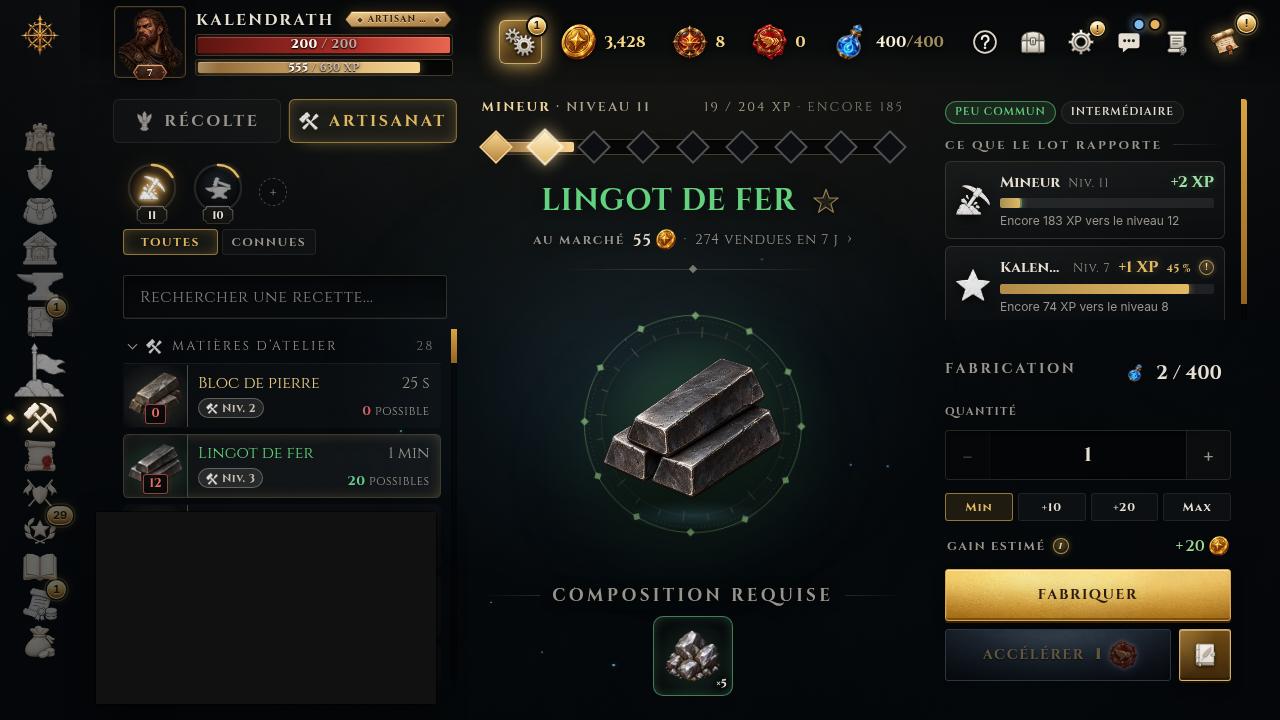 KALENDRATH
ARTISAN ...
200 / 200
555 / 630 XP
7
1
3,428
8
0
400/400
!
!
RÉCOLTE
ARTISANAT
11
10
+
TOUTES
CONNUES
RECHERCHER UNE RECETTE...
MATIÈRES D'ATELIER
28
BLOC DE PIERRE
25 S
0
NIV. 2
0 POSSIBLE
LINGOT DE FER
1 MIN
12
NIV. 3
20 POSSIBLES
1
29
1
MINEUR · NIVEAU 11
19 / 204 XP · ENCORE 185
LINGOT DE FER
AU MARCHÉ 55 · 274 VENDUES EN 7 J ›
COMPOSITION REQUISE
×5
PEU COMMUN
INTERMÉDIAIRE
CE QUE LE LOT RAPPORTE
MINEUR NIV. 11 +2 XP
Encore 183 XP vers le niveau 12
KALEN... NIV. 7 +1 XP 45 % !
Encore 74 XP vers le niveau 8
FABRICATION
2 / 400
QUANTITÉ
− 1 +
MIN
+10
+20
MAX
GAIN ESTIMÉ i
+20
FABRIQUER
ACCÉLÉRER 1